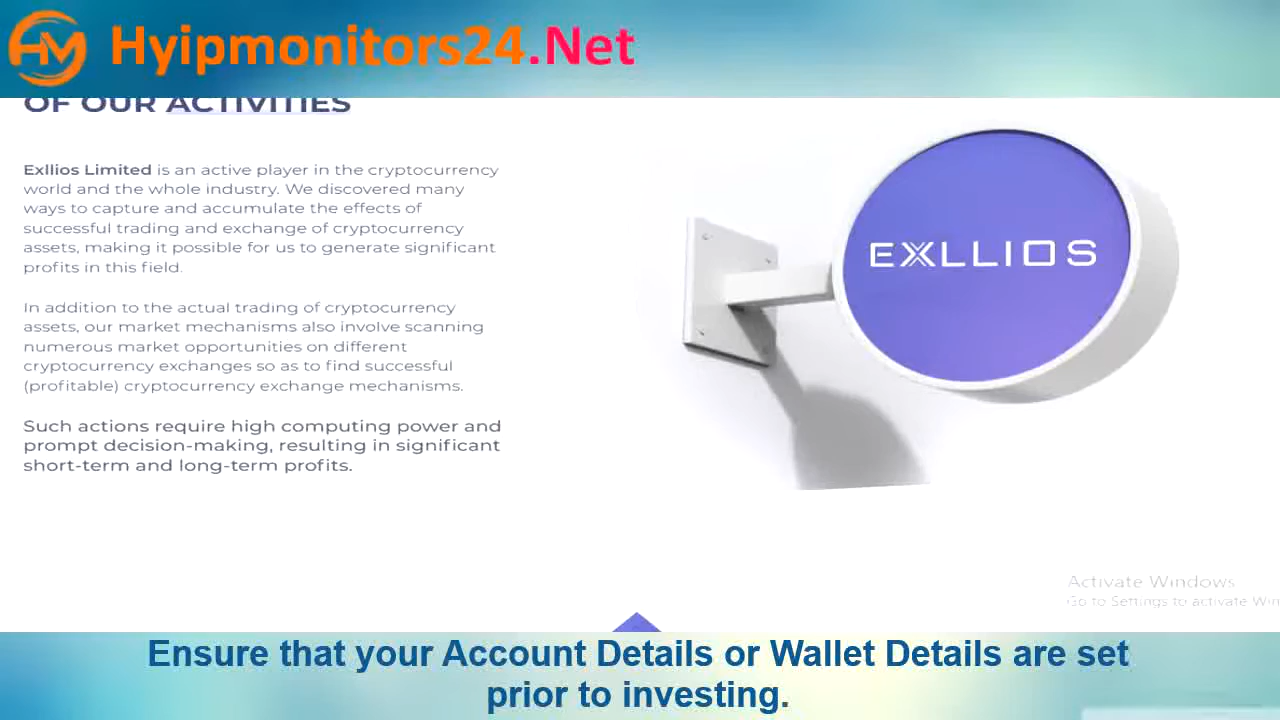 HM Hyipmonitors24.Net
OF OUR ACTIVITIES
Exllios Limited is an active player in the cryptocurrency
world and the whole industry. We discovered many
ways to capture and accumulate the effects of
successful trading and exchange of cryptocurrency
assets, making it possible for us to generate significant
profits in this field.
In addition to the actual trading of cryptocurrency
assets, our market mechanisms also involve scanning
numerous market opportunities on different
cryptocurrency exchanges so as to find successful
(profitable) cryptocurrency exchange mechanisms.
Such actions require high computing power and
prompt decision-making, resulting in significant
short-term and long-term profits.
EXLLIOS
Activate Windows
Go to Settings to activate Win
Ensure that your Account Details or Wallet Details are set
prior to investing.